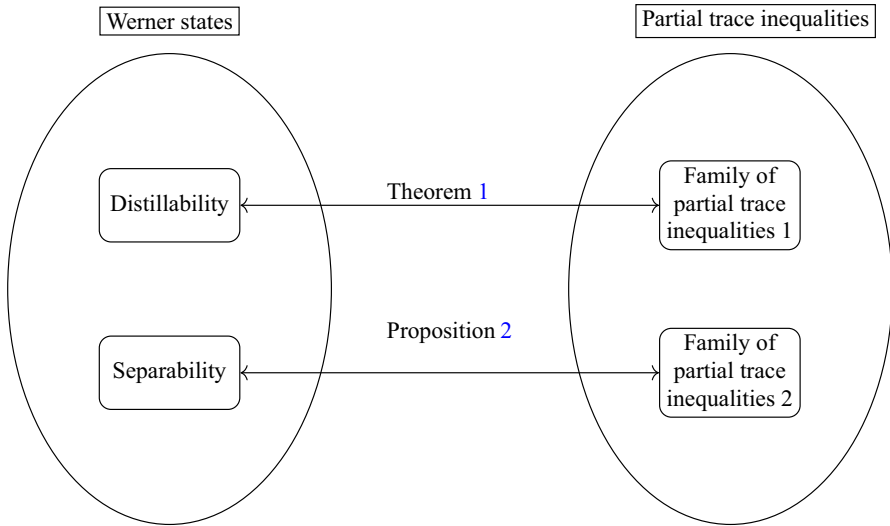 Werner states
Partial trace inequalities
Distillability
Theorem 1
Family of
partial trace
inequalities 1
Separability
Proposition 2
Family of
partial trace
inequalities 2